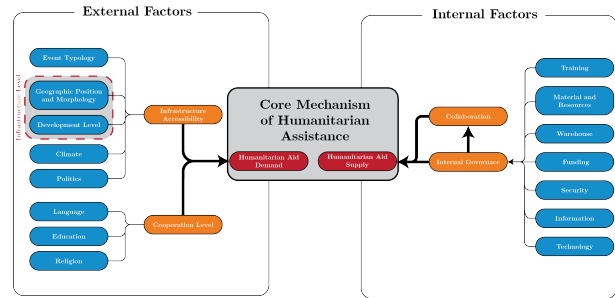 External Factors
Internal Factors
Event Typology
Infrastructure Level
Geographic Position
and Morphology
Development Level
Climate
Politics
Language
Education
Religion
Infrastructure
Accessibility
Cooperation Level
Core Mechanism
of Humanitarian
Assistance
Humanitarian Aid
Demand
Humanitarian Aid
Supply
Collaboration
Internal Governace
Training
Material and
Resources
Warehouse
Funding
Security
Information
Technology